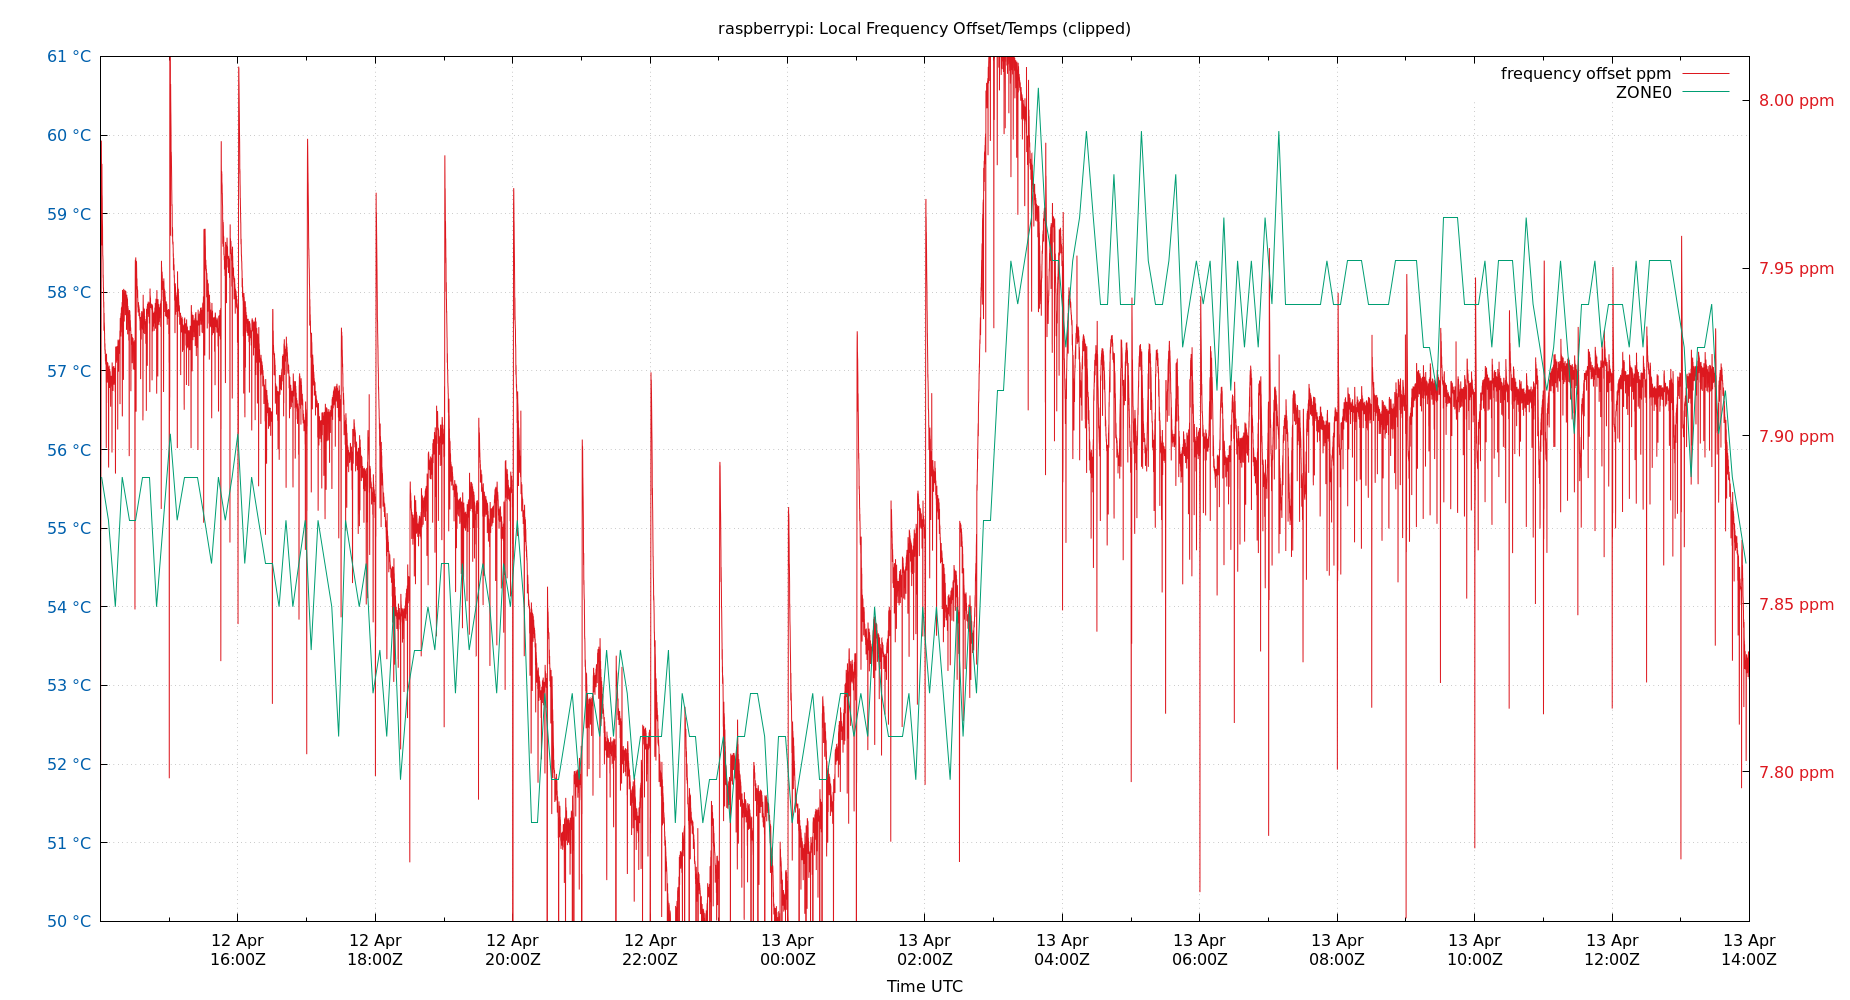 raspberrypi: Local Frequency Offset/Temps (clipped)
frequency offset ppm
ZONE0
61 °C
60 °C
59 °C
58 °C
57 °C
56 °C
55 °C
54 °C
53 °C
52 °C
51 °C
50 °C
8.00 ppm
7.95 ppm
7.90 ppm
7.85 ppm
7.80 ppm
12 Apr
16:00Z
12 Apr
18:00Z
12 Apr
20:00Z
12 Apr
22:00Z
13 Apr
00:00Z
13 Apr
02:00Z
13 Apr
04:00Z
13 Apr
06:00Z
13 Apr
08:00Z
13 Apr
10:00Z
13 Apr
12:00Z
13 Apr
14:00Z
Time UTC